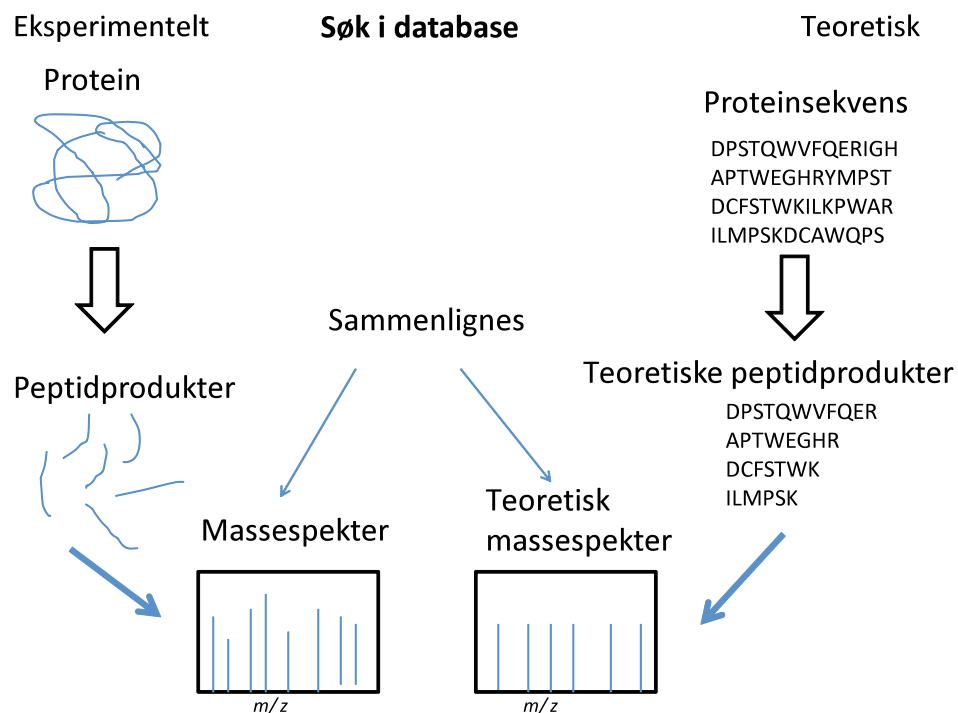 Eksperimentelt
Søk i database
Teoretisk
Protein
Proteinsekvens
DPSTQWVFQERIGH
APTWEGHRYMPST
DCFSTWKILKPWAR
ILMPSKDCAWQPS
Sammenlignes
Peptidprodukter
Teoretiske peptidprodukter
DPSTQWVFQER
APTWEGHR
DCFSTWK
ILMPSK
Massespekter
Teoretisk
massespekter
m/z
m/z